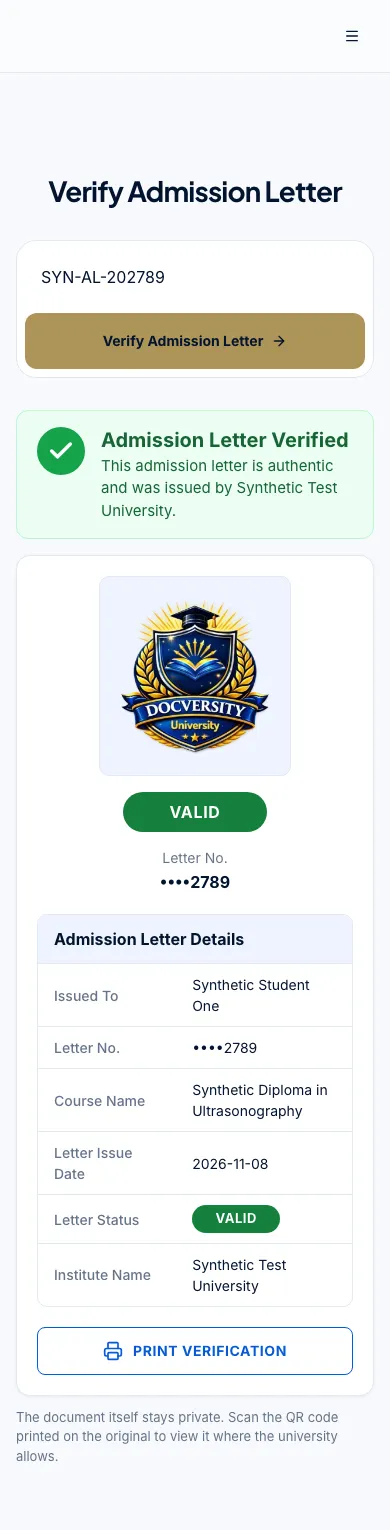 Verify Admission Letter
SYN-AL-202789
Verify Admission Letter →
Admission Letter Verified
This admission letter is authentic
and was issued by Synthetic Test
University.
DOCVERSITY
University
VALID
Letter No.
••••2789
Admission Letter Details
Issued To
Synthetic Student
One
Letter No.
••••2789
Course Name
Synthetic Diploma in
Ultrasonography
Letter Issue
Date
2026-11-08
Letter Status
VALID
Institute Name
Synthetic Test
University
PRINT VERIFICATION
The document itself stays private. Scan the QR code
printed on the original to view it where the university
allows.